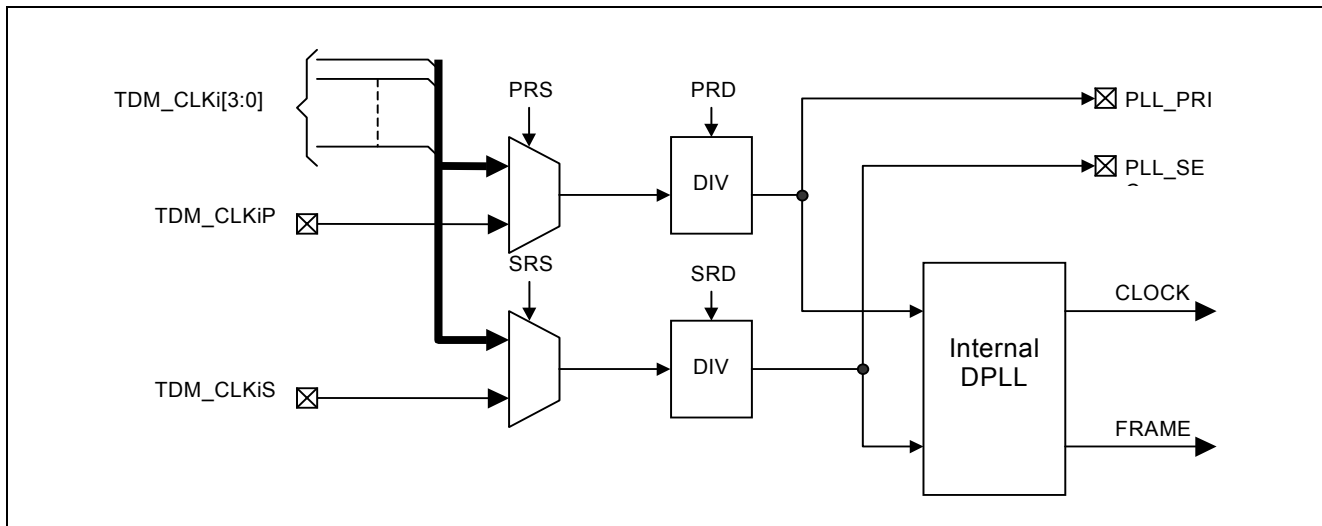 TDM_CLKi[3:0]
PRS
PRD
PLL_PRI
DIV
PLL_SE
TDM_CLKiP
SRS
SRD
CLOCK
Internal
DPLL
DIV
TDM_CLKiS
FRAME